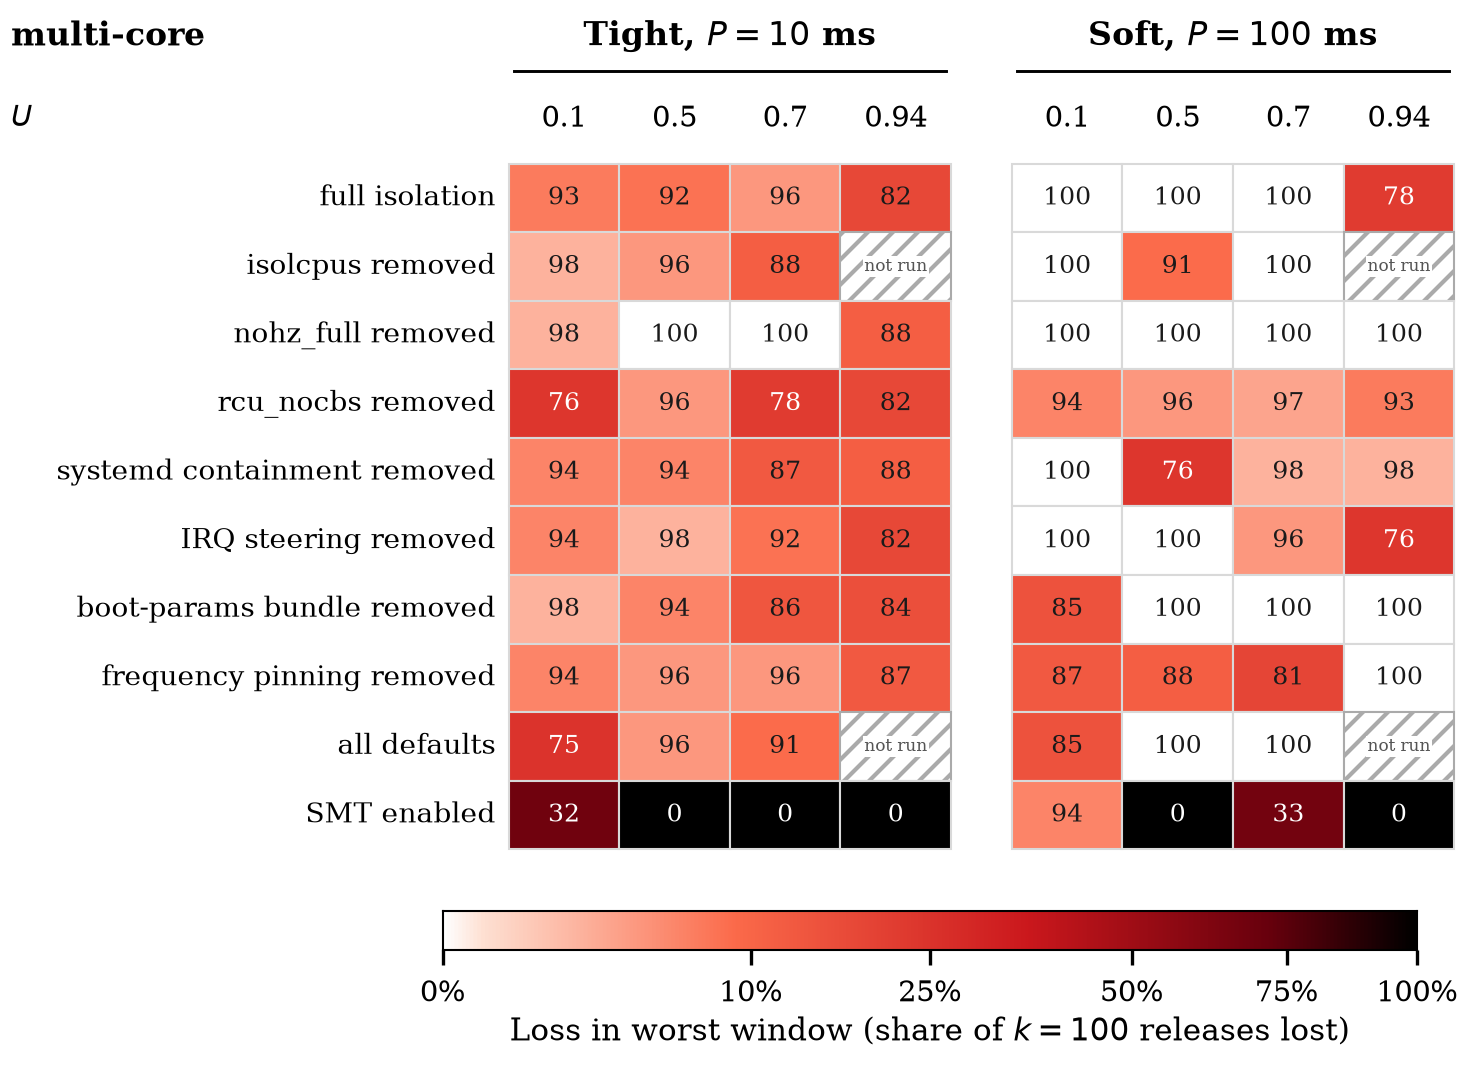 multi-core Tight, P = 10 ms Soft, P = 100 ms
U 0.1 0.5 0.7 0.94 0.1 0.5 0.7 0.94
full isolation 93 92 96 82 100 100 100 78
isolcpus removed 98 96 88 not run 100 91 100 not run
nohz_full removed 98 100 100 88 100 100 100 100
rcu_nocbs removed 76 96 78 82 94 96 97 93
systemd containment removed 94 94 87 88 100 76 98 98
IRQ steering removed 94 98 92 82 100 100 96 76
boot-params bundle removed 98 94 86 84 85 100 100 100
frequency pinning removed 94 96 96 87 87 88 81 100
all defaults 75 96 91 not run 85 100 100 not run
SMT enabled 32 0 0 0 94 0 33 0
0% 10% 25% 50% 75% 100%
Loss in worst window (share of k = 100 releases lost)